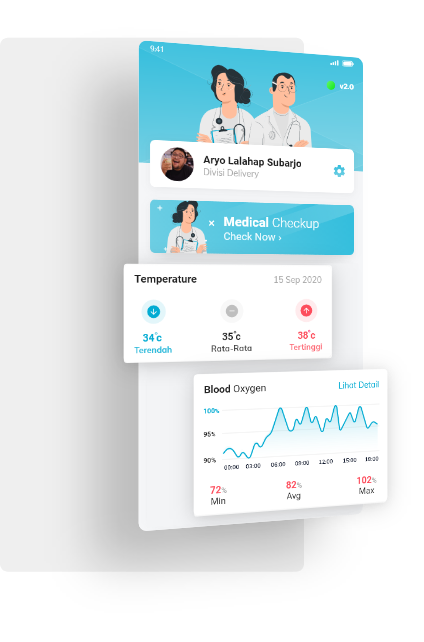 9:41
v2.0
Aryo Lalahap Subarjo
Divisi Delivery
Medical Checkup
Check Now ›
Temperature 15 Sep 2020
34°c 35°c 38°c
Terendah Rata-Rata Tertinggi
Blood Oxygen Lihat Detail
100%
95%
90%
00:00 03:00 06:00 09:00 12:00 15:00 18:00
72% 82% 102%
Min Avg Max